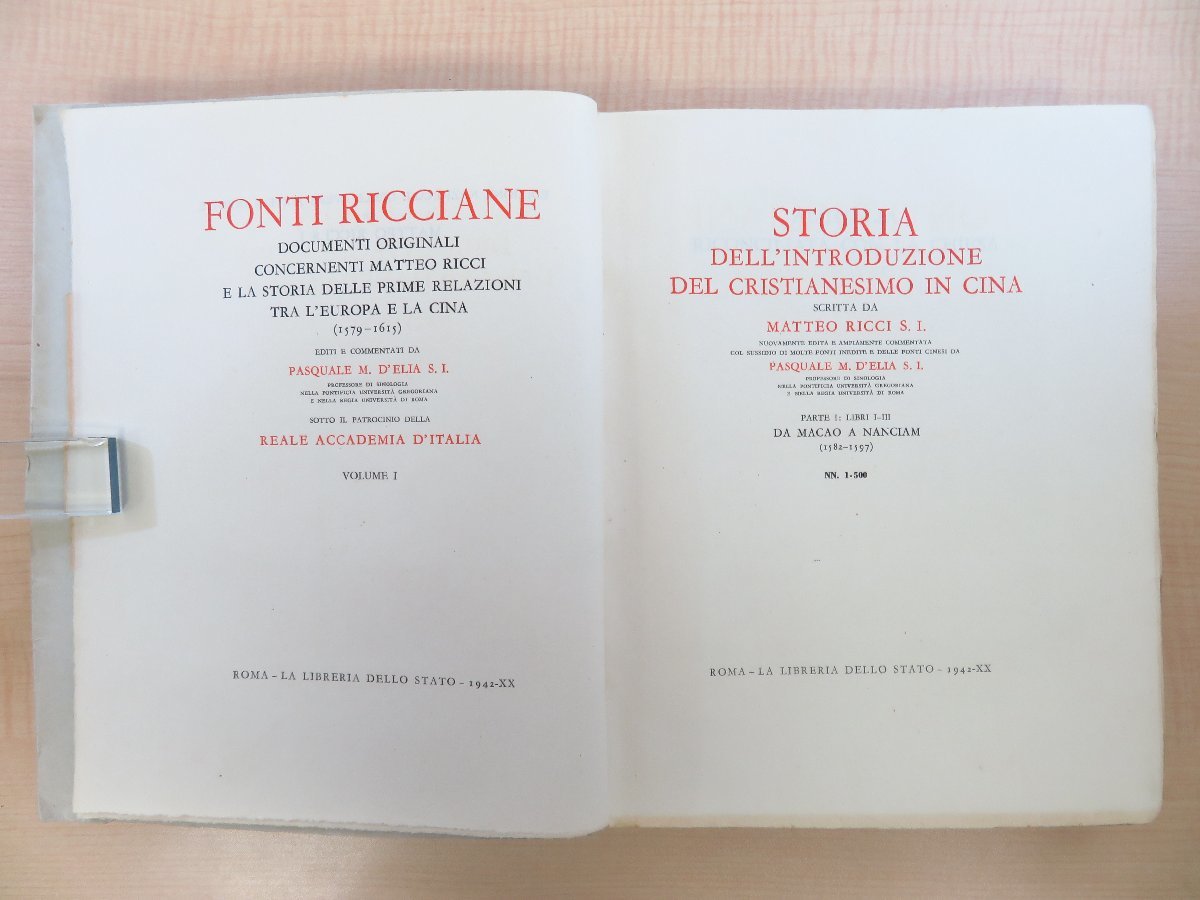 FONTI RICCIANE
DOCUMENTI ORIGINALI
CONCERNENTI MATTEO RICCI
E LA STORIA DELLE PRIME RELAZIONI
TRA L'EUROPA E LA CINA
(1579-1615)
EDITI E COMMENTATI DA
PASQUALE M. D'ELIA S. I.
PROFESSORE DI SINOLOGIA
NELLA PONTIFICIA UNIVERSITÀ GREGORIANA
E NELLA REGIA UNIVERSITÀ DI ROMA
SOTTO IL PATROCINIO DELLA
REALE ACCADEMIA D'ITALIA
VOLUME I
ROMA - LA LIBRERIA DELLO STATO - 1942-XX
STORIA
DELL'INTRODUZIONE
DEL CRISTIANESIMO IN CINA
SCRITTA DA
MATTEO RICCI S. I.
NUOVAMENTE EDITA E AMPIAMENTE COMMENTATA
COL SUSSIDIO DI MOLTE FONTI INEDITE E DELLE FONTI CINESI DA
PASQUALE M. D'ELIA S. I.
PROFESSORE DI SINOLOGIA
NELLA PONTIFICIA UNIVERSITÀ GREGORIANA
E NELLA REGIA UNIVERSITÀ DI ROMA
PARTE I: LIBRI I-III
DA MACAO A NANCIAM
(1582-1597)
NN. 1-500
ROMA - LA LIBRERIA DELLO STATO - 1942-XX